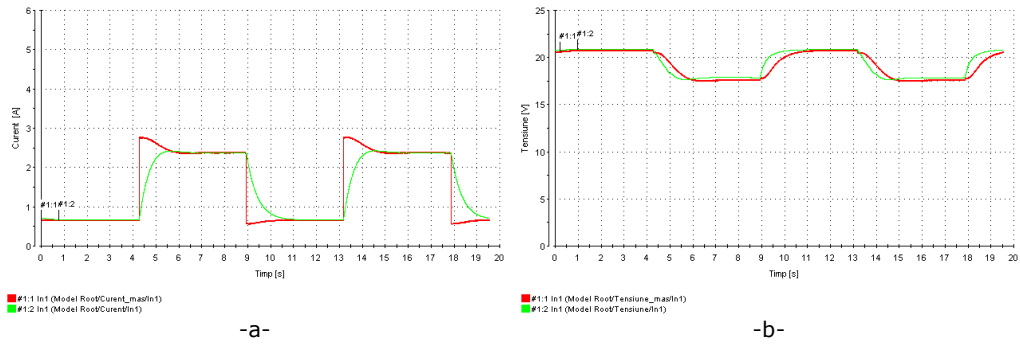 6
5
4
3
2
1
0
Curent [A]
#1:1 #1:2
0 1 2 3 4 5 6 7 8 9 10 11 12 13 14 15 16 17 18 19 20
Timp [s]
#1:1 In1 (Model Root/Curent_mas/In1)
#1:2 In1 (Model Root/Curent/In1)
-a-
25
20
15
10
5
0
Tensiune [V]
#1:1 #1:2
0 1 2 3 4 5 6 7 8 9 10 11 12 13 14 15 16 17 18 19 20
Timp [s]
#1:1 In1 (Model Root/Tensiune_mas/In1)
#1:2 In1 (Model Root/Tensiune/In1)
-b-